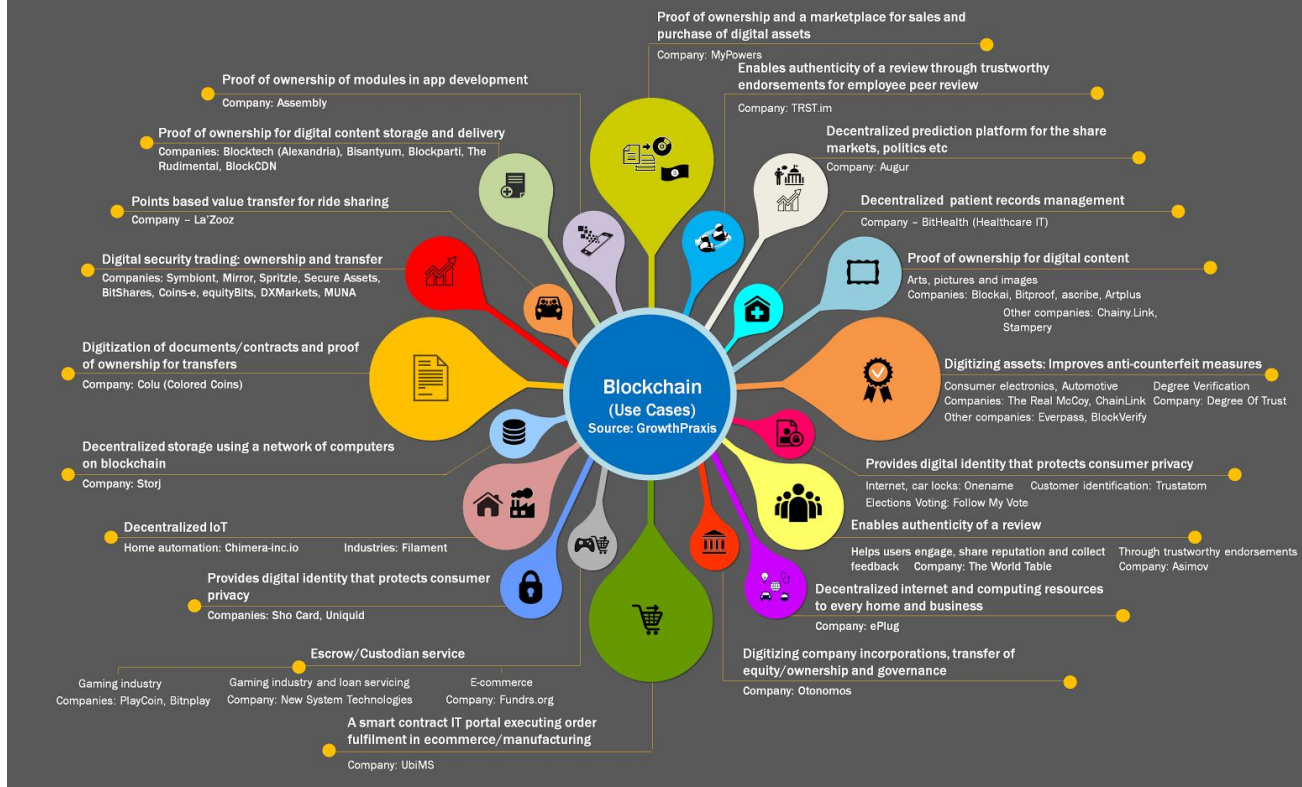 Proof of ownership and a marketplace for sales and
purchase of digital assets
Company: MyPowers
Enables authenticity of a review through trustworthy
endorsements for employee peer review
Company: TRST.im
Decentralized prediction platform for the share
markets, politics etc
Company: Augur
Decentralized patient records management
Company – BitHealth (Healthcare IT)
Proof of ownership for digital content
Arts, pictures and images
Companies: Blockai, Bitproof, ascribe, Artplus
Other companies: Chainy.Link,
Stampery
Digitizing assets: Improves anti-counterfeit measures
Consumer electronics, Automotive Degree Verification
Companies: The Real McCoy, ChainLink Company: Degree Of Trust
Other companies: Everpass, BlockVerify
Provides digital identity that protects consumer privacy
Internet, car locks: Onename Customer identification: Trustatom
Elections Voting: Follow My Vote
Enables authenticity of a review
Helps users engage, share reputation and collect
feedback Company: The World Table
Through trustworthy endorsements
Company: Asimov
Decentralized internet and computing resources
to every home and business
Company: ePlug
Digitizing company incorporations, transfer of
equity/ownership and governance
Company: Otonomos
Proof of ownership of modules in app development
Company: Assembly
Proof of ownership for digital content storage and delivery
Companies: Blocktech (Alexandria), Bisantyum, Blockparti, The
Rudimental, BlockCDN
Points based value transfer for ride sharing
Company – La'Zooz
Digital security trading: ownership and transfer
Companies: Symbiont, Mirror, Spritzle, Secure Assets,
BitShares, Coins-e, equityBits, DXMarkets, MUNA
Digitization of documents/contracts and proof
of ownership for transfers
Company: Colu (Colored Coins)
Decentralized storage using a network of computers
on blockchain
Company: Storj
Decentralized IoT
Home automation: Chimera-inc.io Industries: Filament
Provides digital identity that protects consumer
privacy
Companies: Sho Card, Uniquid
Escrow/Custodian service
Gaming industry
Companies: PlayCoin, Bitnplay
Gaming industry and loan servicing
Company: New System Technologies
E-commerce
Company: Fundrs.org
A smart contract IT portal executing order
fulfilment in ecommerce/manufacturing
Company: UbiMS
Blockchain
(Use Cases)
Source: GrowthPraxis